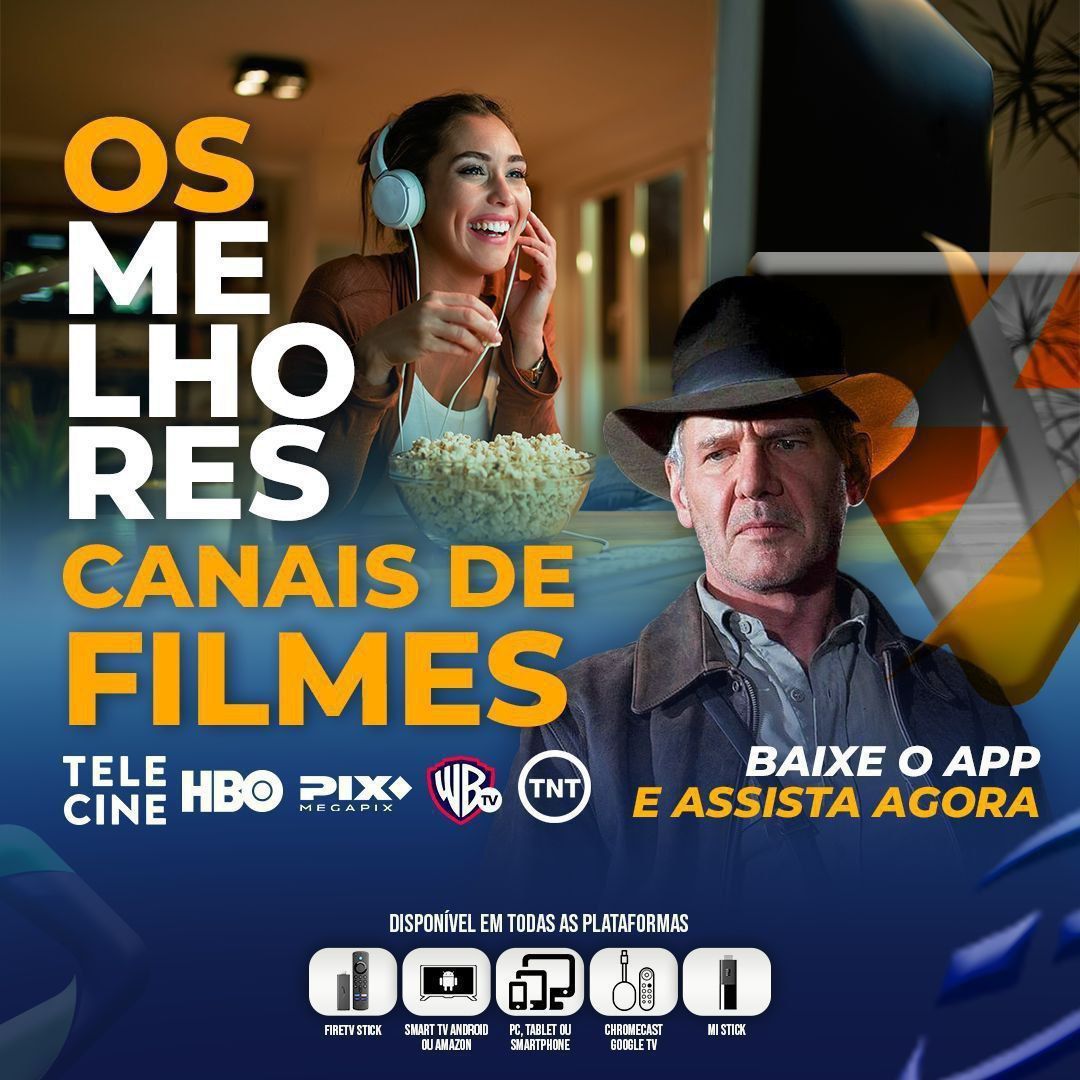 OS
ME
LHO
RES
CANAIS DE
FILMES
TELE
CINE
HBO
PIX
MEGAPIX
WB
TV
TNT
BAIXE O APP
E ASSISTA AGORA
DISPONÍVEL EM TODAS AS PLATAFORMAS
FIRETV STICK
SMART TV ANDROID
OU AMAZON
PC, TABLET OU
SMARTPHONE
CHROMECAST
GOOGLE TV
MI STICK